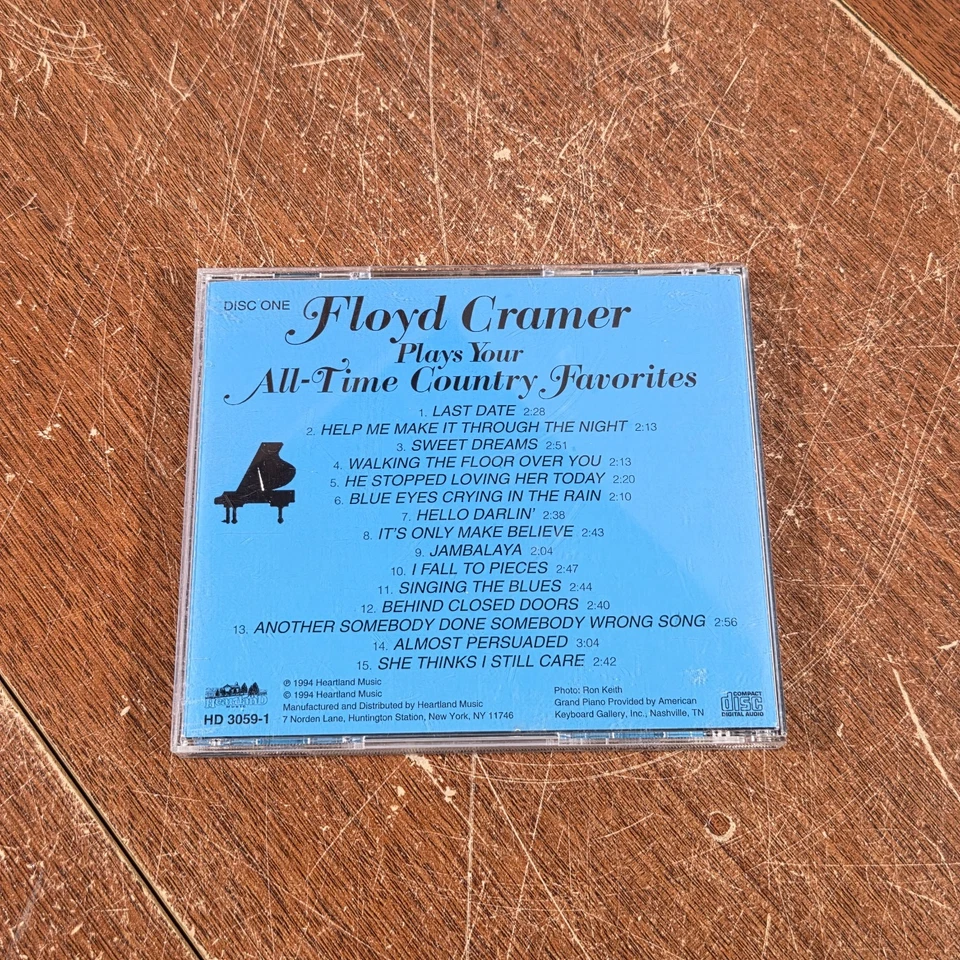 DISC ONE Floyd Cramer
Plays Your
All-Time Country Favorites
1. LAST DATE 2:28
2. HELP ME MAKE IT THROUGH THE NIGHT 2:13
3. SWEET DREAMS 2:51
4. WALKING THE FLOOR OVER YOU 2:13
5. HE STOPPED LOVING HER TODAY 2:20
6. BLUE EYES CRYING IN THE RAIN 2:10
7. HELLO DARLIN' 2:38
8. IT'S ONLY MAKE BELIEVE 2:43
9. JAMBALAYA 2:04
10. I FALL TO PIECES 2:47
11. SINGING THE BLUES 2:44
12. BEHIND CLOSED DOORS 2:40
13. ANOTHER SOMEBODY DONE SOMEBODY WRONG SONG 2:56
14. ALMOST PERSUADED 3:04
15. SHE THINKS I STILL CARE 2:42
HEARTLAND
MUSIC
HD 3059-1
℗ 1994 Heartland Music
© 1994 Heartland Music
Manufactured and Distributed by Heartland Music
7 Norden Lane, Huntington Station, New York, NY 11746
Photo: Ron Keith
Grand Piano Provided by American
Keyboard Gallery, Inc., Nashville, TN
COMPACT
disc
DIGITAL AUDIO